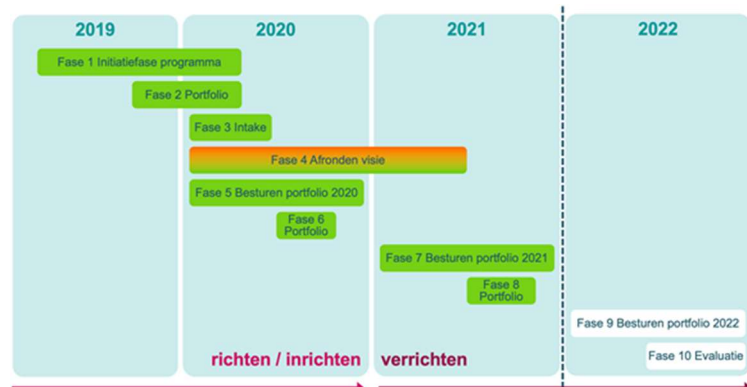 2019
2020
2021
2022
Fase 1 Initiatiefase programma
Fase 2 Portfolio
Fase 3 Intake
Fase 4 Afronden visie
Fase 5 Besturen portfolio 2020
Fase 6
Portfolio
Fase 7 Besturen portfolio 2021
Fase 8
Portfolio
Fase 9 Besturen portfolio 2022
Fase 10 Evaluatie
richten / inrichten
verrichten